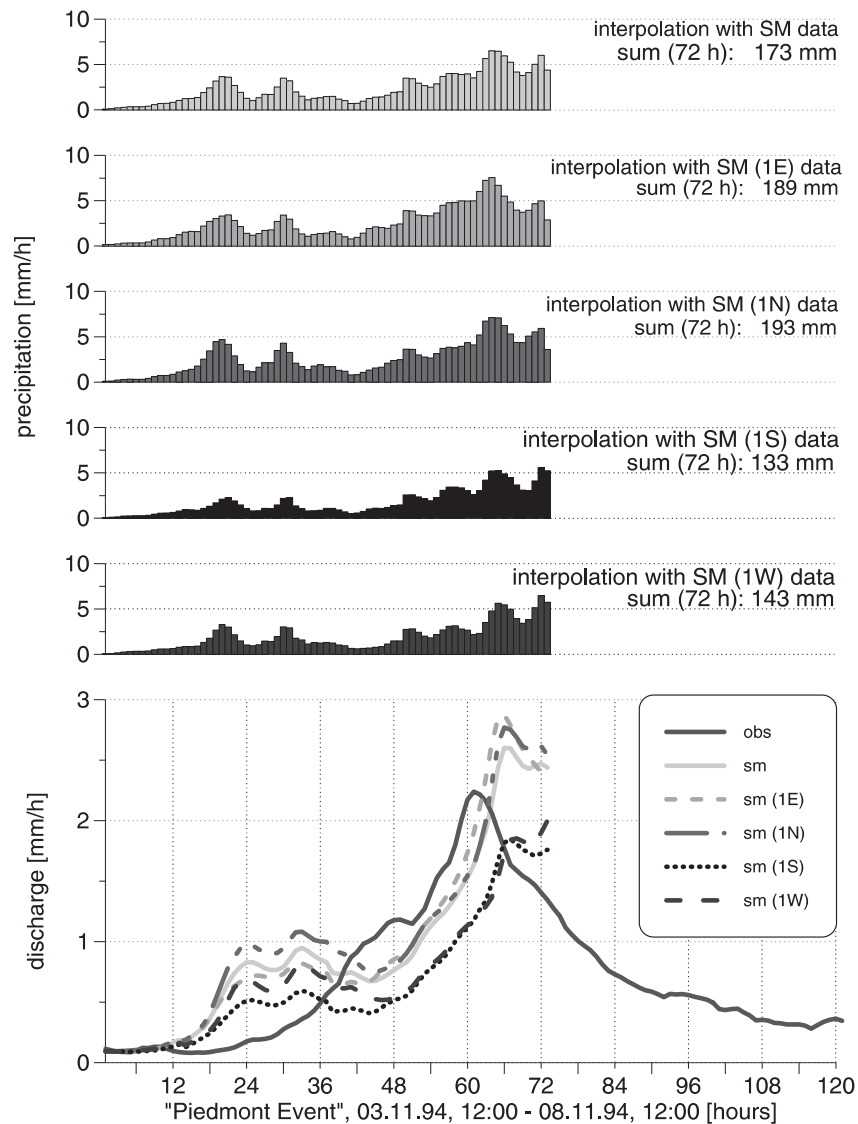 10
5
0
interpolation with SM data
sum (72 h): 173 mm
10
5
0
interpolation with SM (1E) data
sum (72 h): 189 mm
10
5
0
interpolation with SM (1N) data
sum (72 h): 193 mm
10
5
0
interpolation with SM (1S) data
sum (72 h): 133 mm
10
5
0
interpolation with SM (1W) data
sum (72 h): 143 mm
precipitation [mm/h]
3
2
1
0
discharge [mm/h]
obs
sm
sm (1E)
sm (1N)
sm (1S)
sm (1W)
12 24 36 48 60 72 84 96 108 120
"Piedmont Event", 03.11.94, 12:00 - 08.11.94, 12:00 [hours]